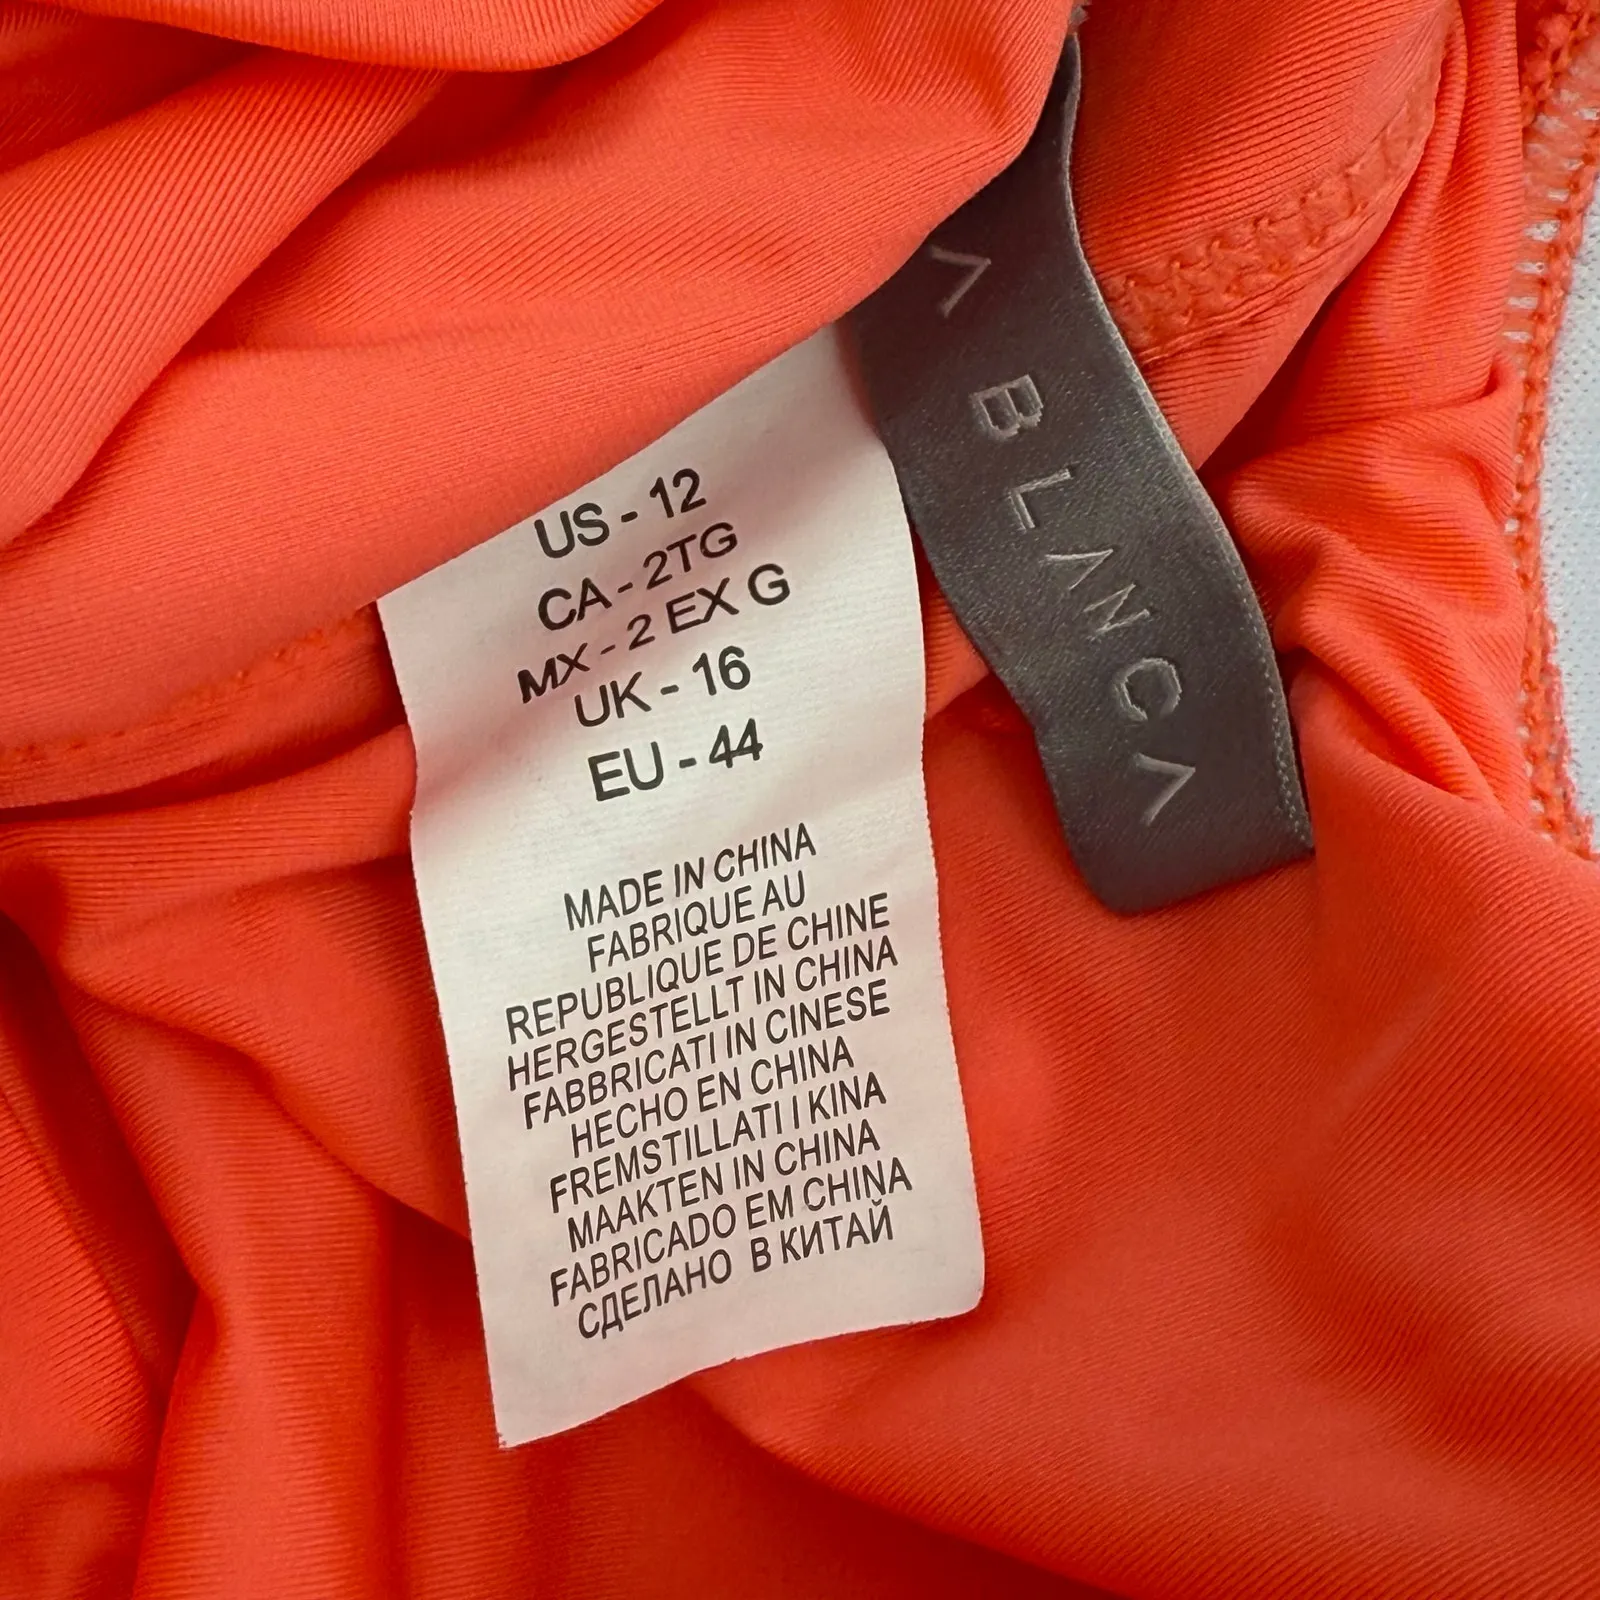 US - 12
CA - 2TG
MX - 2 EX G
UK - 16
EU - 44
MADE IN CHINA
FABRIQUE AU
REPUBLIQUE DE CHINE
HERGESTELLT IN CHINA
FABBRICATI IN CINESE
HECHO EN CHINA
FREMSTILLATI I KINA
MAAKTEN IN CHINA
FABRICADO EM CHINA
СДЕЛАНО В КИТАЙ
BLANCA